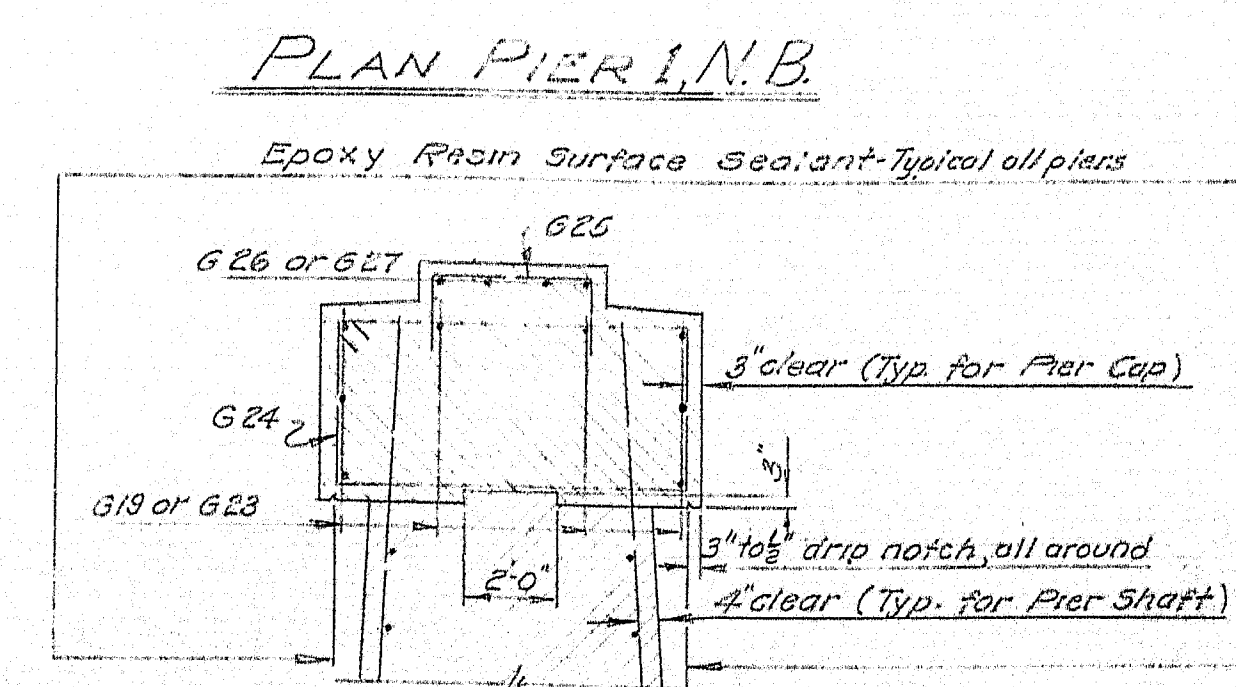 PLAN PIER 1, N.B.
Epoxy Resin Surface Sealant-Typical all piers
G25
G26 or G27
3"clear (Typ. for Pier Cap)
G24
3"
G19 or G23
3" to ½" drip notch, all around
2'-0"
4"clear (Typ. for Pier Shaft)